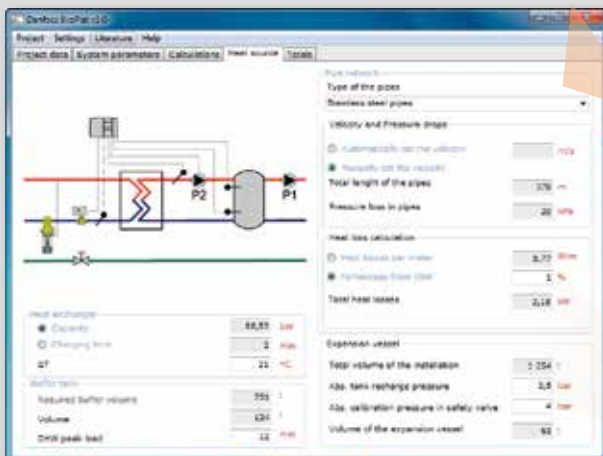 Danfoss
Project Settings Literature Help
Project data System parameters Calculations Heat source Totals
P2
P1
Heat exchanger
Capacity
Charging time
ΔT 21 °C
Buffer tank
Required buffer volume
Volume
DHW peak load
Pipe network
Type of the pipes
Stainless steel pipes
Velocity and Pressure drops
Automatically set the velocity m/s
Manually set the velocity
Total lenght of the pipes m
Pressure loss in pipes 20 kPa
Heat loss calculation
Heat losses per meter W/m
Percentage from total %
Total heat losses 2,18 kW
Expansion vessel
Total volume of the installation
Abs. tank recharge pressure bar
Abs. calibration pressure in safety valve 4 bar
Volume of the expansion vessel